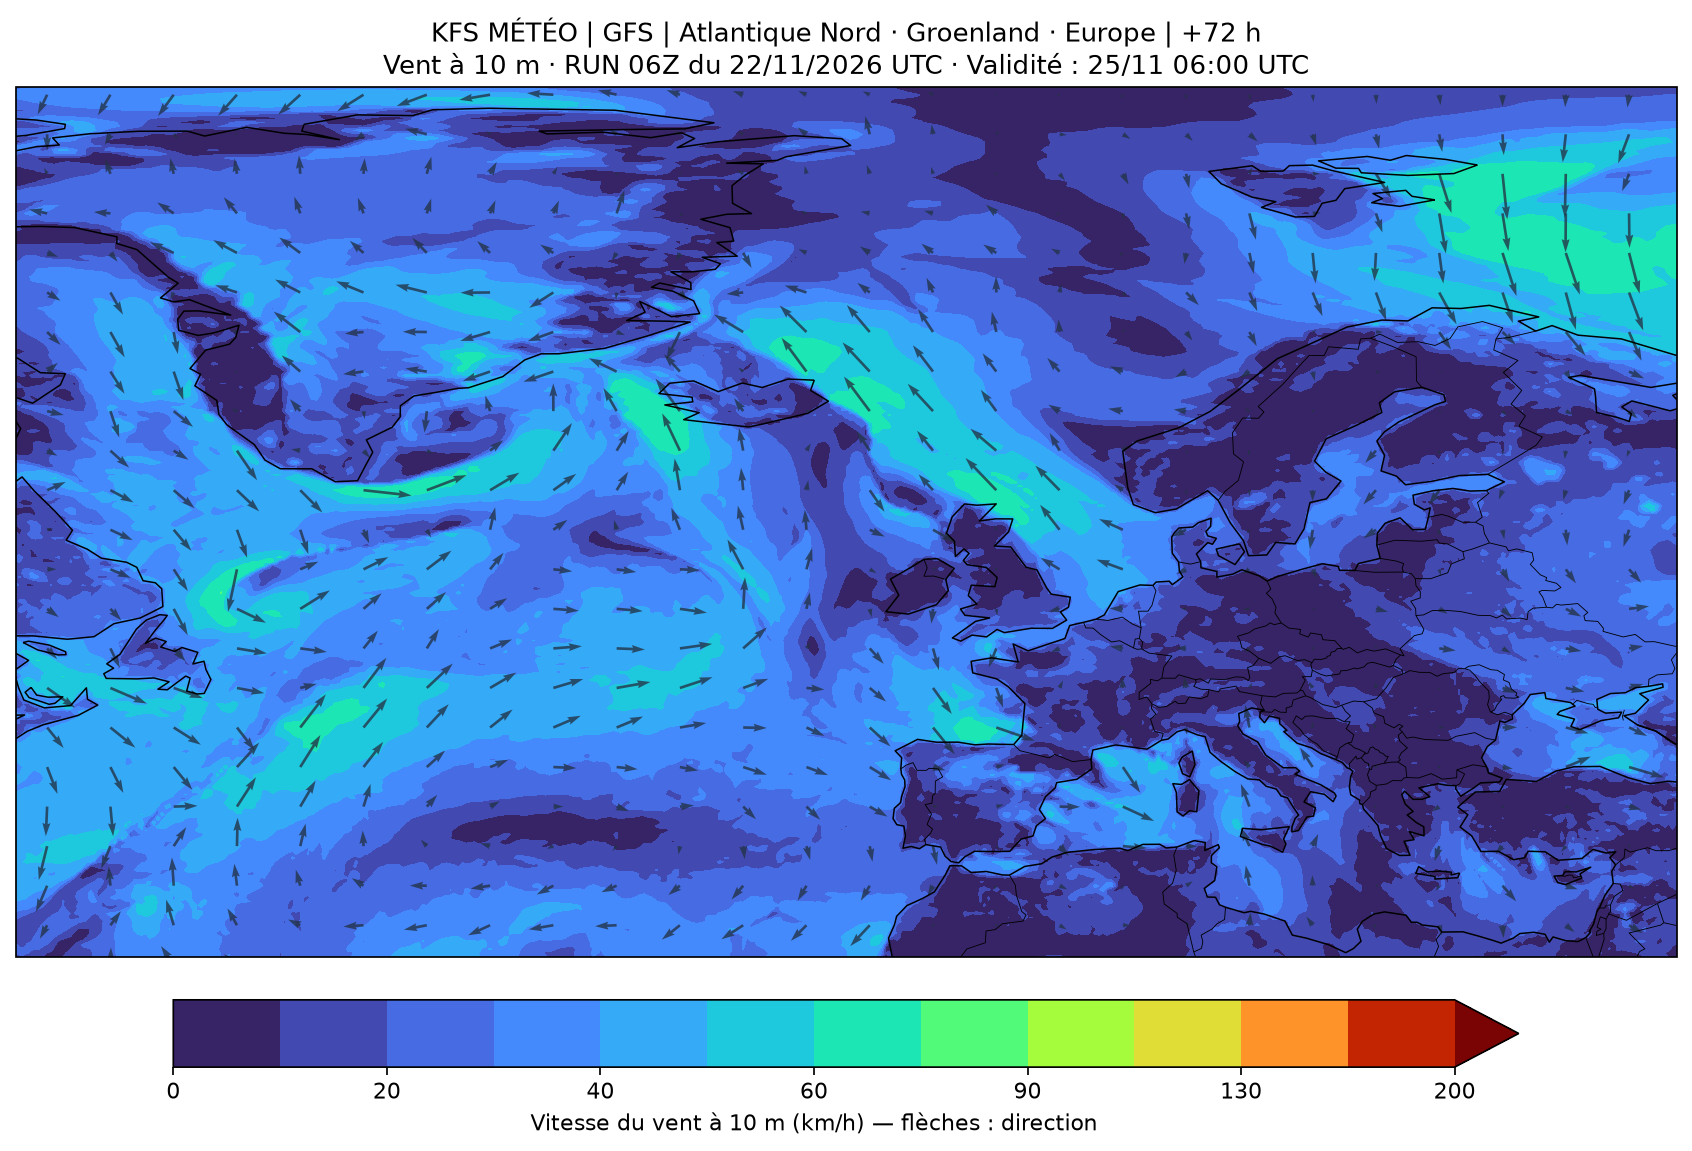 KFS MÉTÉO | GFS | Atlantique Nord · Groenland · Europe | +72 h
Vent à 10 m · RUN 06Z du 22/11/2026 UTC · Validité : 25/11 06:00 UTC
0 20 40 60 90 130 200
Vitesse du vent à 10 m (km/h) — flèches : direction